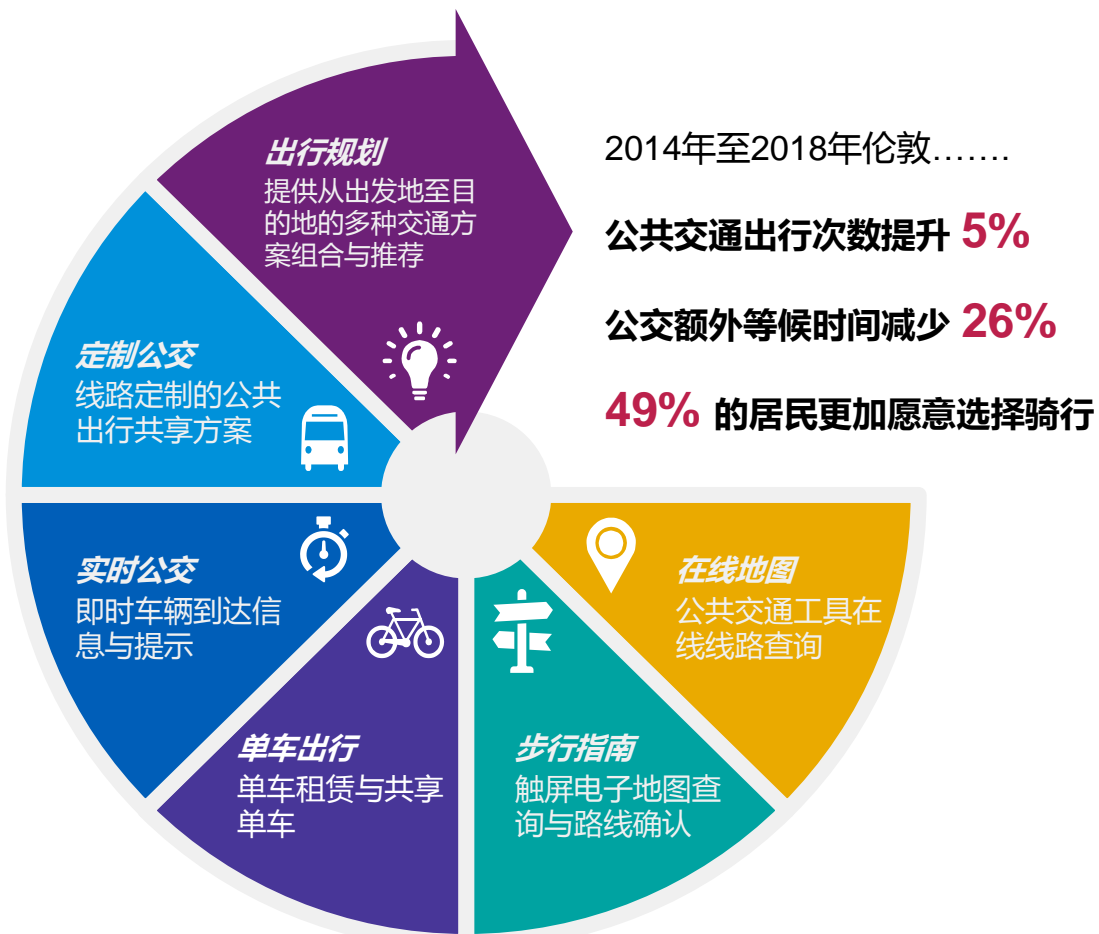 出行规划
提供从出发地至目
的地的多种交通方
案组合与推荐
2014年至2018年伦敦…….
公共交通出行次数提升 5%
公交额外等候时间减少 26%
49% 的居民更加愿意选择骑行
定制公交
线路定制的公共
出行共享方案
实时公交
即时车辆到达信
息与提示
单车出行
单车租赁与共享
单车
步行指南
触屏电子地图查
询与路线确认
在线地图
公共交通工具在
线线路查询